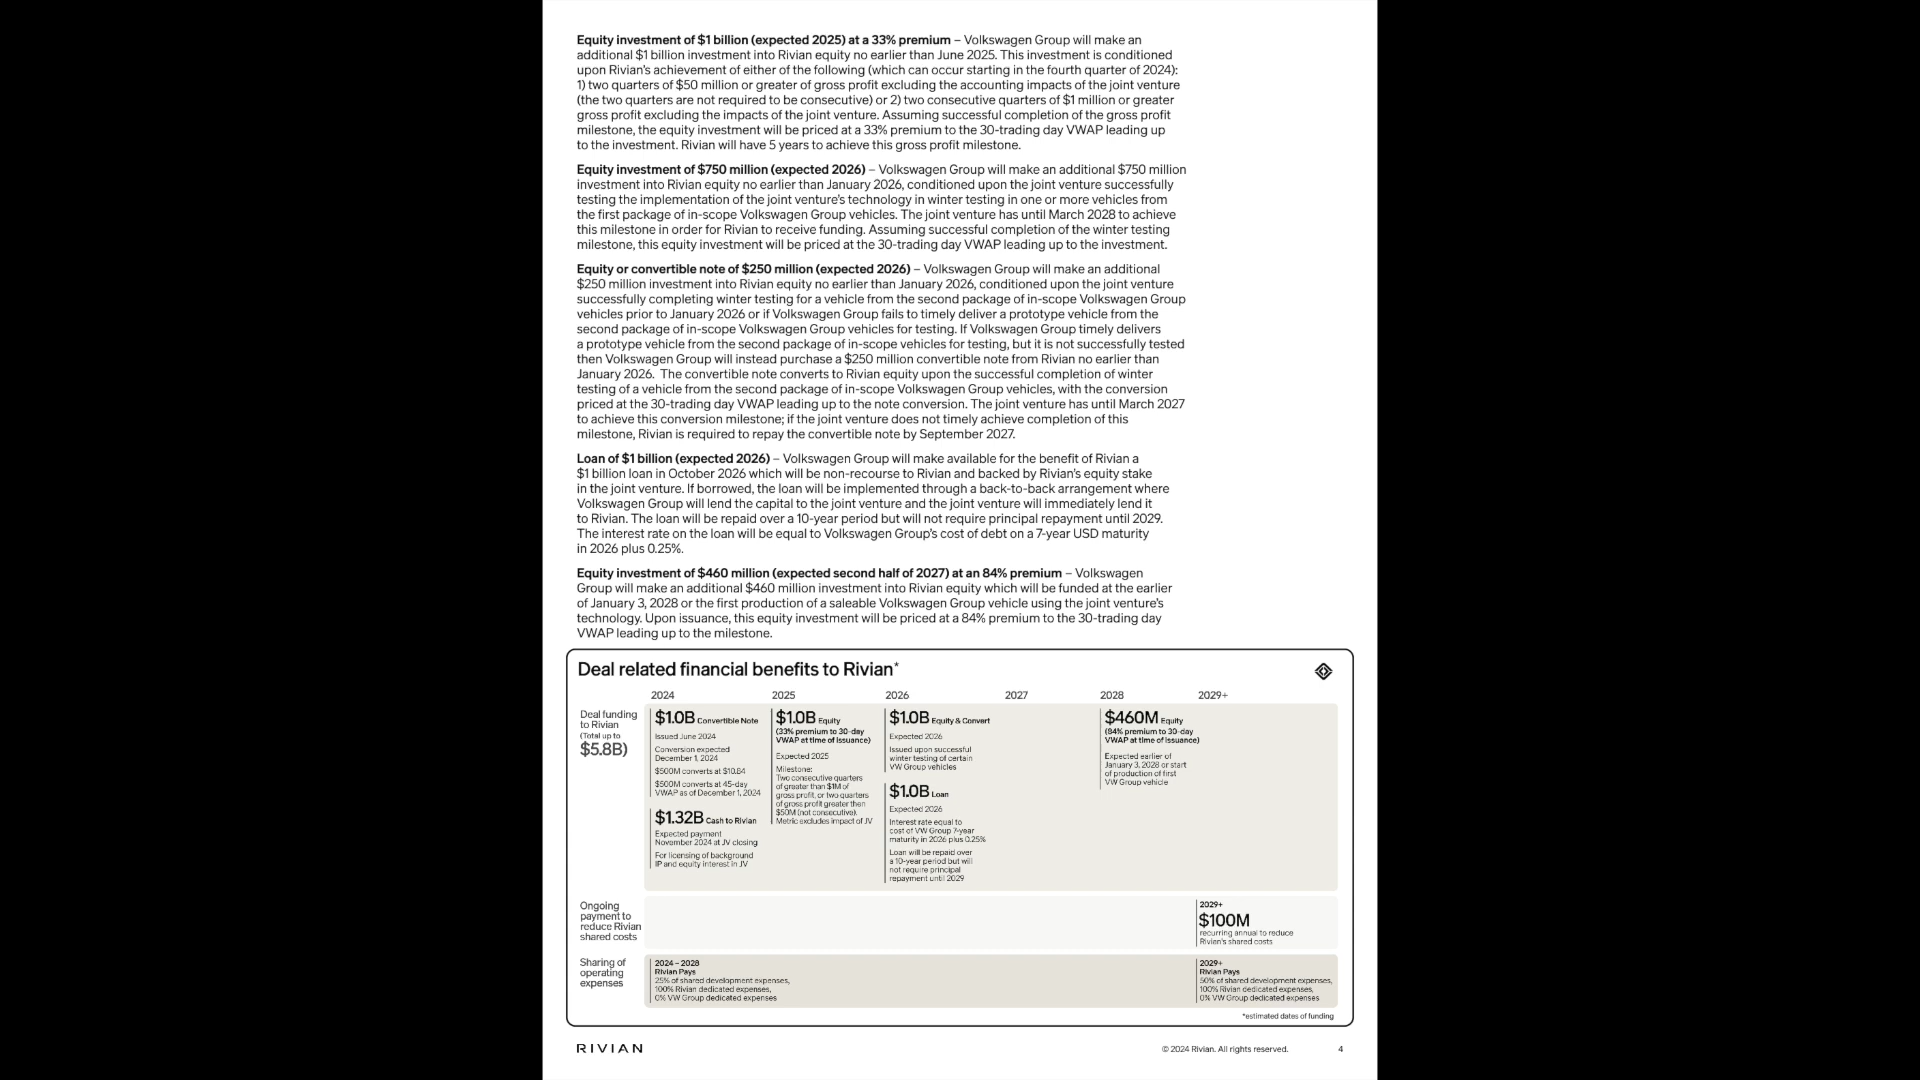 Equity investment of $1 billion (expected 2025) at a 33% premium – Volkswagen Group will make an
additional $1 billion investment into Rivian equity no earlier than June 2025. This investment is conditioned
upon Rivian's achievement of either of the following (which can occur starting in the fourth quarter of 2024):
1) two quarters of $50 million or greater of gross profit excluding the accounting impacts of the joint venture
(the two quarters are not required to be consecutive) or 2) two consecutive quarters of $1 million or greater
gross profit excluding the impacts of the joint venture. Assuming successful completion of the gross profit
milestone, the equity investment will be priced at a 33% premium to the 30-trading day VWAP leading up
to the investment. Rivian will have 5 years to achieve this gross profit milestone.
Equity investment of $750 million (expected 2026) – Volkswagen Group will make an additional $750 million
investment into Rivian equity no earlier than January 2026, conditioned upon the joint venture successfully
testing the implementation of the joint venture's technology in winter testing in one or more vehicles from
the first package of in-scope Volkswagen Group vehicles. The joint venture has until March 2028 to achieve
this milestone in order for Rivian to receive funding. Assuming successful completion of the winter testing
milestone, this equity investment will be priced at the 30-trading day VWAP leading up to the investment.
Equity or convertible note of $250 million (expected 2026) – Volkswagen Group will make an additional
$250 million investment into Rivian equity no earlier than January 2026, conditioned upon the joint venture
successfully completing winter testing for a vehicle from the second package of in-scope Volkswagen Group
vehicles prior to January 2026 or if Volkswagen Group fails to timely deliver a prototype vehicle from the
second package of in-scope Volkswagen Group vehicles for testing. If Volkswagen Group timely delivers
a prototype vehicle from the second package of in-scope vehicles for testing, but it is not successfully tested
then Volkswagen Group will instead purchase a $250 million convertible note from Rivian no earlier than
January 2026. The convertible note converts to Rivian equity upon the successful completion of winter
testing of a vehicle from the second package of in-scope Volkswagen Group vehicles, with the conversion
priced at the 30-trading day VWAP leading up to the note conversion. The joint venture has until March 2027
to achieve this conversion milestone; if the joint venture does not timely achieve completion of this
milestone, Rivian is required to repay the convertible note by September 2027.
Loan of $1 billion (expected 2026) – Volkswagen Group will make available for the benefit of Rivian a
$1 billion loan in October 2026 which will be non-recourse to Rivian and backed by Rivian's equity stake
in the joint venture. If borrowed, the loan will be implemented through a back-to-back arrangement where
Volkswagen Group will lend the capital to the joint venture and the joint venture will immediately lend it
to Rivian. The loan will be repaid over a 10-year period but will not require principal repayment until 2029.
The interest rate on the loan will be equal to Volkswagen Group's cost of debt on a 7-year USD maturity
in 2026 plus 0.25%.
Equity investment of $460 million (expected second half of 2027) at an 84% premium – Volkswagen
Group will make an additional $460 million investment into Rivian equity which will be funded at the earlier
of January 3, 2028 or the first production of a saleable Volkswagen Group vehicle using the joint venture's
technology. Upon issuance, this equity investment will be priced at a 84% premium to the 30-trading day
VWAP leading up to the milestone.
Deal related financial benefits to Rivian*
2024 2025 2026 2027 2028 2029+
Deal funding
to Rivian
(Total up to
$5.8B)
$1.0B Convertible Note
Issued June 2024
Conversion expected
December 1, 2024
$500M converts at $10.84
$500M converts at 45-day
VWAP as of December 1, 2024
$1.32B Cash to Rivian
Expected payment
November 2024 at JV closing
For licensing of background
IP and equity interest in JV
$1.0B Equity
(33% premium to 30-day
VWAP at time of issuance)
Expected 2025
Milestone:
Two consecutive quarters
of greater than $1M of
gross profit, or two quarters
of gross profit greater then
$50M (not consecutive).
Metric excludes impact of JV
$1.0B Equity & Convert
Expected 2026
Issued upon successful
winter testing of certain
VW Group vehicles
$1.0B Loan
Expected 2026
Interest rate equal to
cost of VW Group 7-year
maturity in 2026 plus 0.25%
Loan will be repaid over
a 10-year period but will
not require principal
repayment until 2029
$460M Equity
(84% premium to 30-day
VWAP at time of issuance)
Expected earlier of
January 3, 2028 or start
of production of first
VW Group vehicle
Ongoing
payment to
reduce Rivian
shared costs
2029+
$100M
recurring annual to reduce
Rivian's shared costs
Sharing of
operating
expenses
2024 – 2028
Rivian Pays
25% of shared development expenses,
100% Rivian dedicated expenses,
0% VW Group dedicated expenses
2029+
Rivian Pays
50% of shared development expenses,
100% Rivian dedicated expenses,
0% VW Group dedicated expenses
*estimated dates of funding
RIVIAN
© 2024 Rivian. All rights reserved. 4